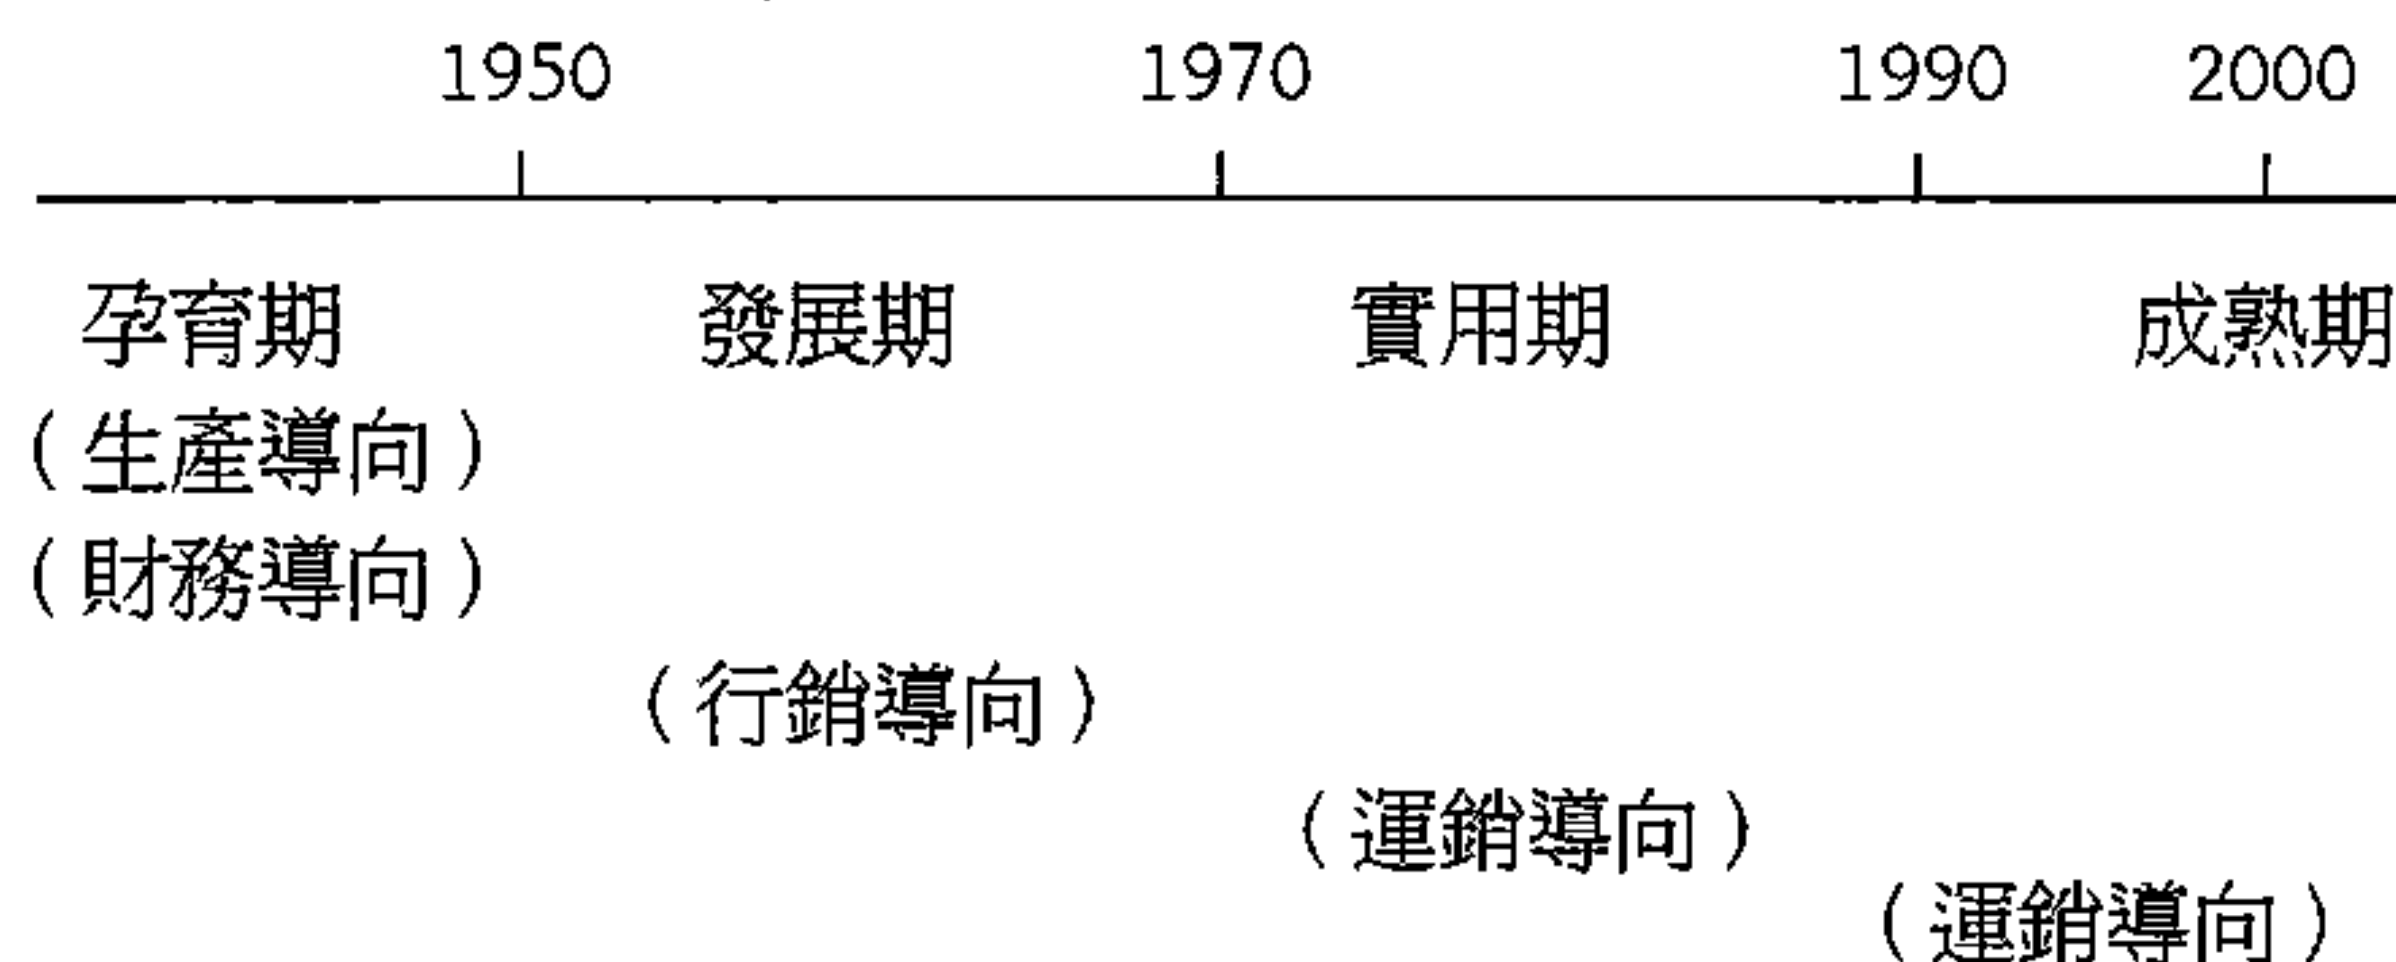 1950 1970 1990 2000
孕育期 發展期 實用期 成熟期
（生產導向）
（財務導向）
（行銷導向）
（運銷導向）
（運銷導向）